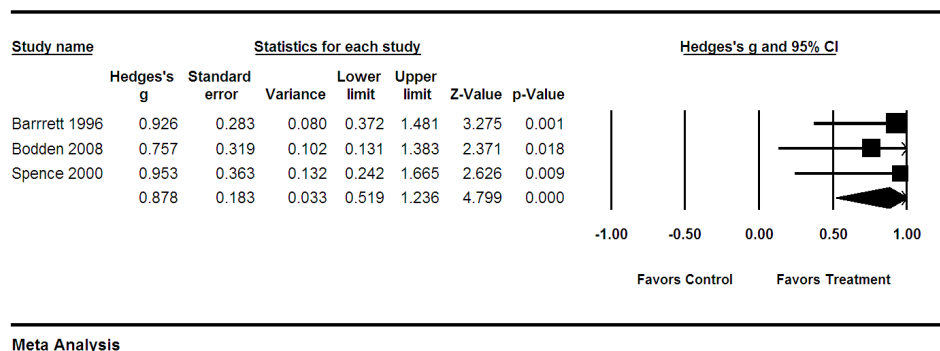 Study name Statistics for each study Hedges's g and 95% CI
Hedges's Standard Lower Upper
g error Variance limit limit Z-Value p-Value
Barrrett 1996 0.926 0.283 0.080 0.372 1.481 3.275 0.001
Bodden 2008 0.757 0.319 0.102 0.131 1.383 2.371 0.018
Spence 2000 0.953 0.363 0.132 0.242 1.665 2.626 0.009
0.878 0.183 0.033 0.519 1.236 4.799 0.000
-1.00 -0.50 0.00 0.50 1.00
Favors Control Favors Treatment
Meta Analysis